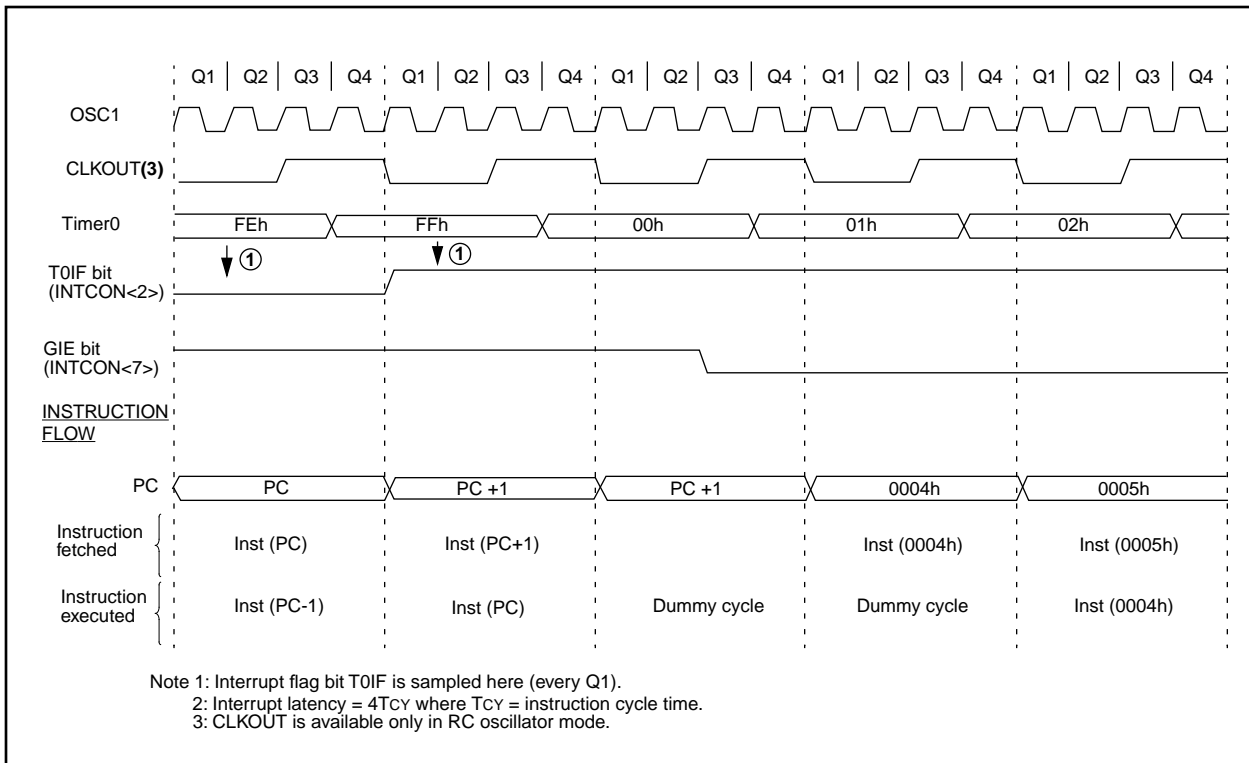 Q1 Q2 Q3 Q4 Q1 Q2 Q3 Q4 Q1 Q2 Q3 Q4 Q1 Q2 Q3 Q4 Q1 Q2 Q3 Q4
OSC1
CLKOUT(3)
Timer0 FEh FFh 00h 01h 02h
1 1
T0IF bit
(INTCON<2>)
GIE bit
(INTCON<7>)
INSTRUCTION
FLOW
PC PC PC +1 PC +1 0004h 0005h
Instruction
fetched
Inst (PC) Inst (PC+1) Inst (0004h) Inst (0005h)
Instruction
executed
Inst (PC-1) Inst (PC) Dummy cycle Dummy cycle Inst (0004h)
Note 1: Interrupt flag bit T0IF is sampled here (every Q1).
2: Interrupt latency = 4TCY where TCY = instruction cycle time.
3: CLKOUT is available only in RC oscillator mode.